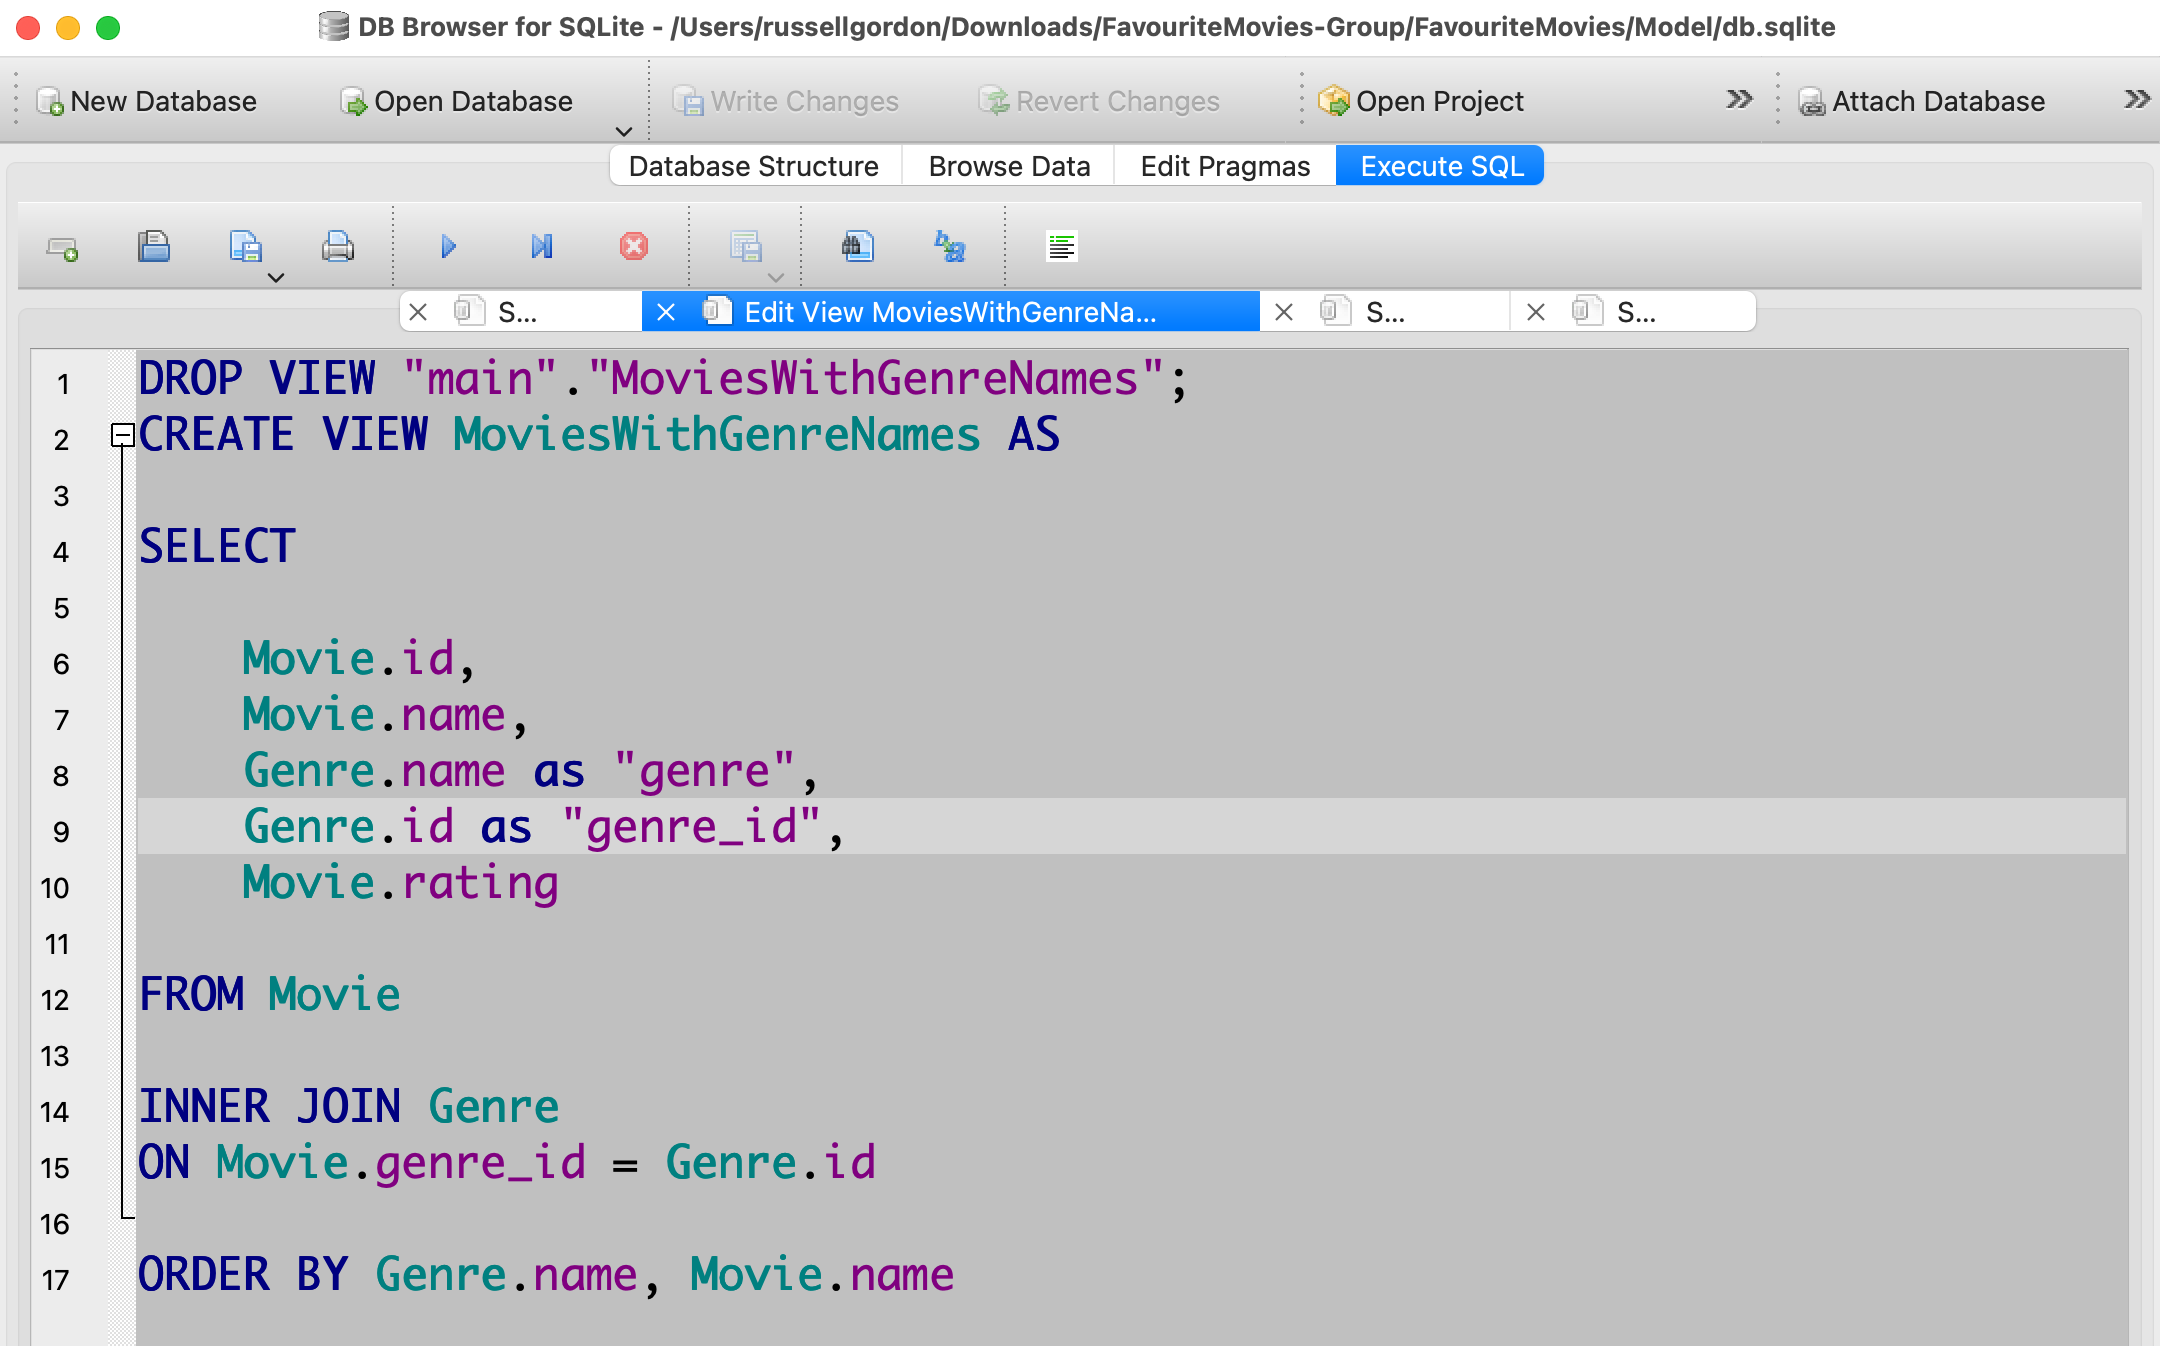 DB Browser for SQLite - /Users/russellgordon/Downloads/FavouriteMovies-Group/FavouriteMovies/Model/db.sqlite
New Database Open Database Write Changes Revert Changes Open Project Attach Database
Database Structure Browse Data Edit Pragmas Execute SQL
S... Edit View MoviesWithGenreNa... S... S...
1 DROP VIEW "main"."MoviesWithGenreNames";
2 CREATE VIEW MoviesWithGenreNames AS
3
4 SELECT
5
6 Movie.id,
7 Movie.name,
8 Genre.name as "genre",
9 Genre.id as "genre_id",
10 Movie.rating
11
12 FROM Movie
13
14 INNER JOIN Genre
15 ON Movie.genre_id = Genre.id
16
17 ORDER BY Genre.name, Movie.name